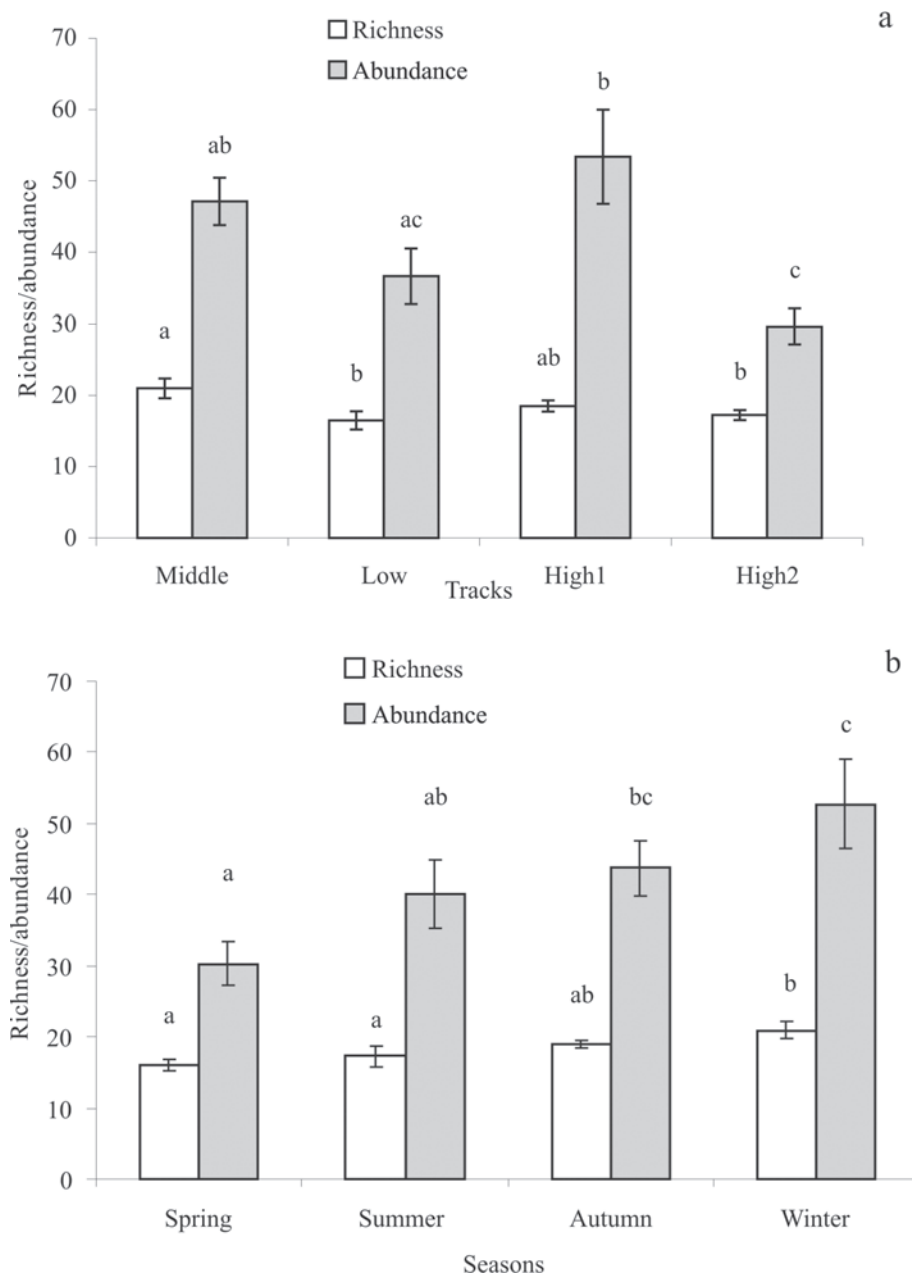 a
Richness
Abundance
70
60
50
40
30
20
10
0
Richness/abundance
a
ab
b
ac
ab
b
b
c
Middle
Low
High1
High2
Tracks
b
Richness
Abundance
70
60
50
40
30
20
10
0
Richness/abundance
a
a
a
ab
ab
bc
b
c
Spring
Summer
Autumn
Winter
Seasons